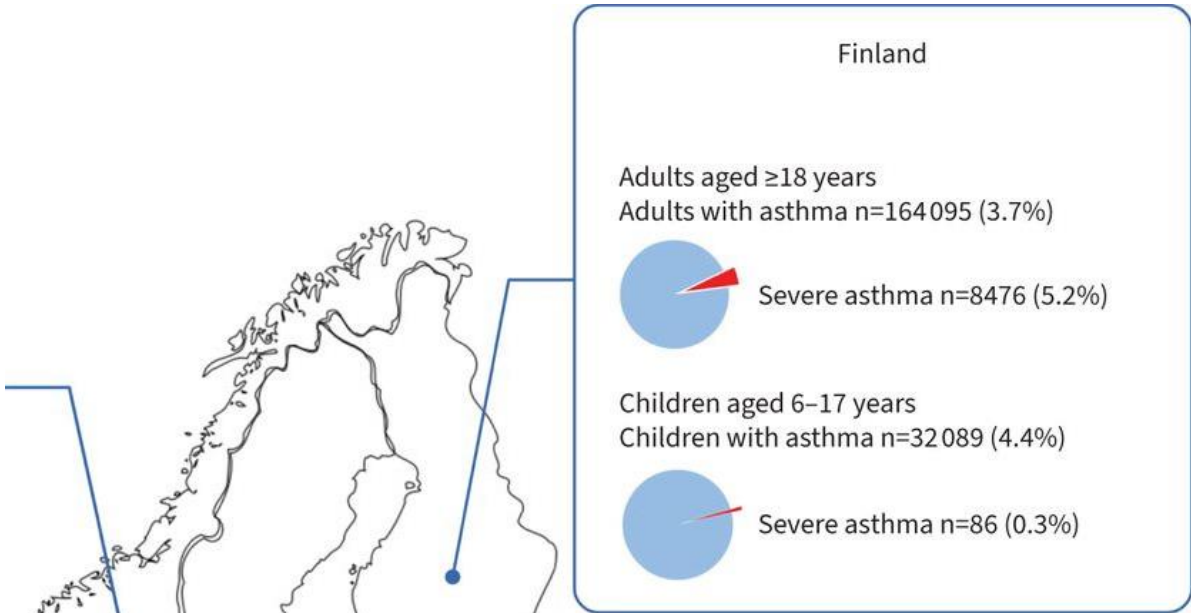 Finland
Adults aged ≥18 years
Adults with asthma n=164 095 (3.7%)
Severe asthma n=8476 (5.2%)
Children aged 6–17 years
Children with asthma n=32 089 (4.4%)
Severe asthma n=86 (0.3%)